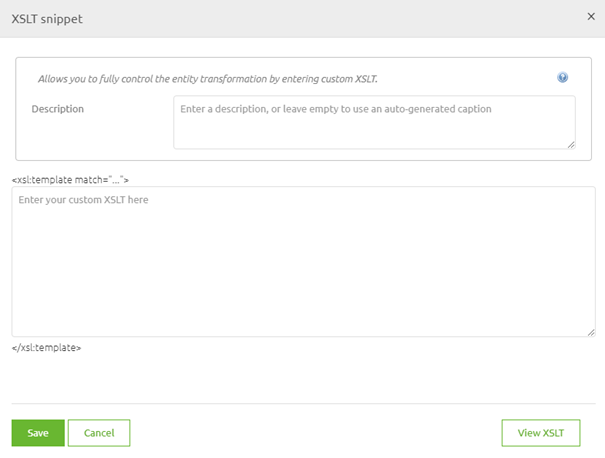 XSLT snippet
Allows you to fully control the entity transformation by entering custom XSLT.
Description
Enter a description, or leave empty to use an auto-generated caption
<xsl:template match="...">
Enter your custom XSLT here
</xsl:template>
Save Cancel View XSLT